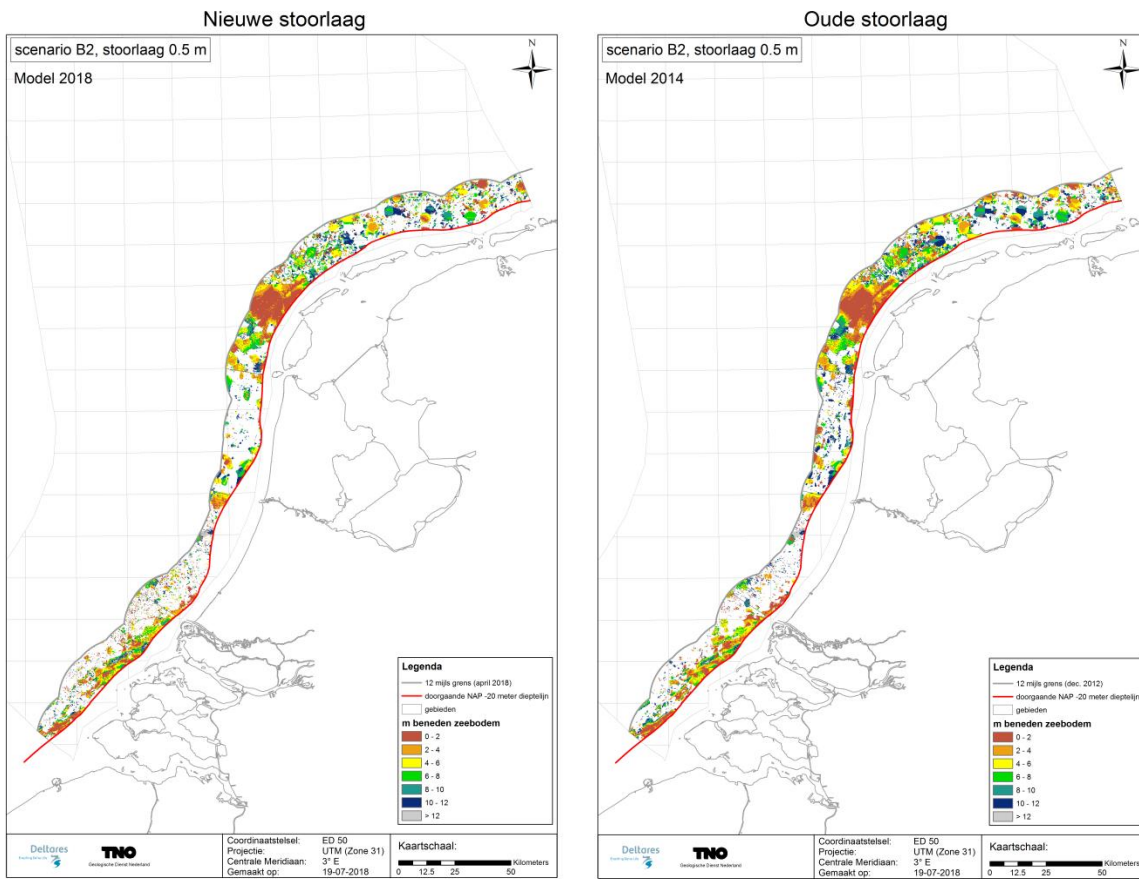 Nieuwe stoorlaag
scenario B2, stoorlaag 0.5 m
Model 2018
N
Legenda
12 mijls grens (april 2018)
doorgaande NAP -20 meter dieptelijn
gebieden
m beneden zeebodem
0 - 2
2 - 4
4 - 6
6 - 8
8 - 10
10 - 12
> 12
Deltares
TNO
Geologische Dienst Nederland
Coordinaatstelsel: ED 50
Projectie: UTM (Zone 31)
Centrale Meridiaan: 3° E
Gemaakt op: 19-07-2018
Kaartschaal:
Kilometers
0 12.5 25 50
Oude stoorlaag
scenario B2, stoorlaag 0.5 m
Model 2014
N
Legenda
12 mijls grens (dec. 2012)
doorgaande NAP -20 meter dieptelijn
gebieden
m beneden zeebodem
0 - 2
2 - 4
4 - 6
6 - 8
8 - 10
10 - 12
> 12
Deltares
TNO
Geologische Dienst Nederland
Coordinaatstelsel: ED 50
Projectie: UTM (Zone 31)
Centrale Meridiaan: 3° E
Gemaakt op: 19-07-2018
Kaartschaal:
Kilometers
0 12.5 25 50